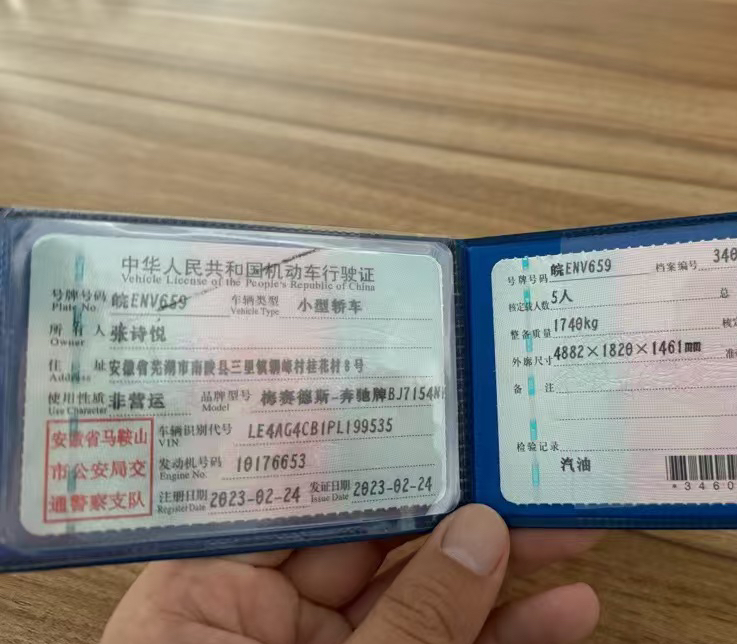 中华人民共和国机动车行驶证
Vehicle License of the People's Republic of China
号牌号码 皖ENV659 车辆类型 小型轿车
Plate No. Vehicle Type
所有人 张诗悦
Owner
住址 安徽省芜湖市南陵县三里镇 村桂花村8号
Address
使用性质 非营运 品牌型号 梅赛德斯-奔驰牌BJ7154
Use Character Model
安徽省马鞍山
市公安局交
通警察支队
车辆识别代号 LE4AG4CB1PL199535
VIN
发动机号码 10176653
Engine No.
注册日期 2023-02-24 发证日期 2023-02-24
Register Date Issue Date
号牌号码 皖ENV659 档案编号 340
核定载人数 5人 总
整备质量 1740kg 核定
外廓尺寸 4882×1820×1461mm 准
备注
检验记录
汽油
*3460